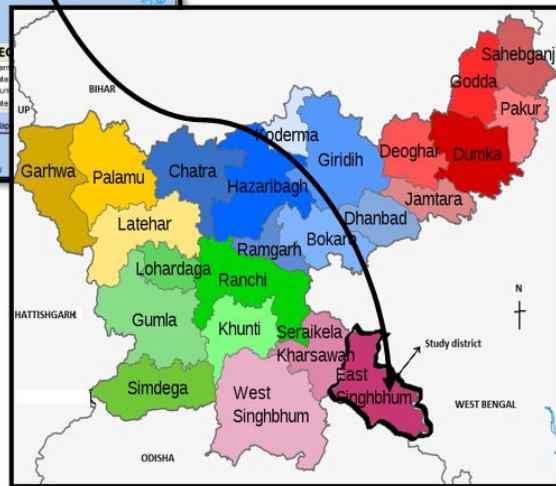 BIHAR
UP
Sahebganj
Godda
Pakur
Koderma
Giridih
Deoghar
Dumka
Garhwa
Palamu
Chatra
Hazaribagh
Jamtara
Latehar
Dhanbad
Bokaro
Ramgarh
Lohardaga
Ranchi
HATTISHGARH
Gumla
Khunti
Seraikela
Kharsawan
N
Study district
East
Singhbhum
Simdega
West
Singhbhum
WEST BENGAL
ODISHA